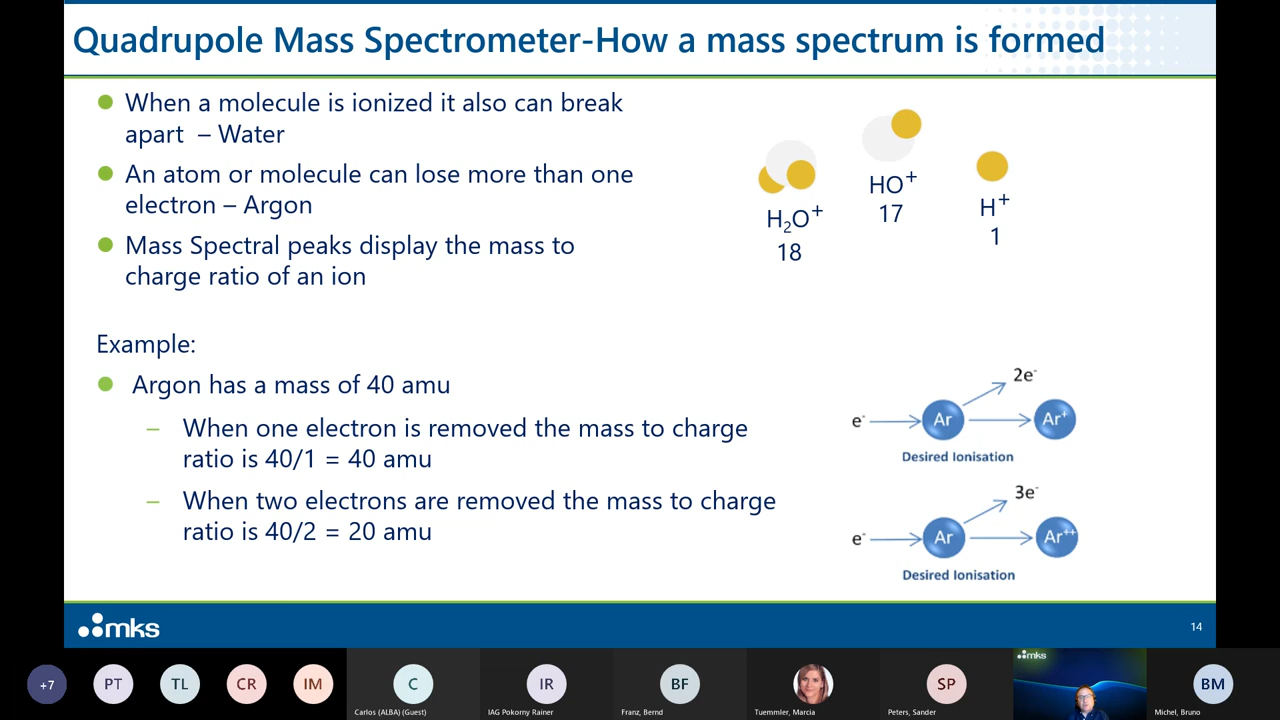 Quadrupole Mass Spectrometer-How a mass spectrum is formed
When a molecule is ionized it also can break
apart – Water
An atom or molecule can lose more than one
electron – Argon
Mass Spectral peaks display the mass to
charge ratio of an ion
H₂O⁺
18
HO⁺
17
H⁺
1
Example:
Argon has a mass of 40 amu
– When one electron is removed the mass to charge
ratio is 40/1 = 40 amu
– When two electrons are removed the mass to charge
ratio is 40/2 = 20 amu
2e⁻
e⁻
Ar
Ar⁺
Desired Ionisation
3e⁻
e⁻
Ar
Ar⁺⁺
Desired Ionisation
mks
14
+7
PT
TL
CR
IM
C
Carlos (ALBA) (Guest)
IR
IAG Pokorny Rainer
BF
Franz, Bernd
Tuemmler, Marcia
SP
Peters, Sander
mks
BM
Michel, Bruno